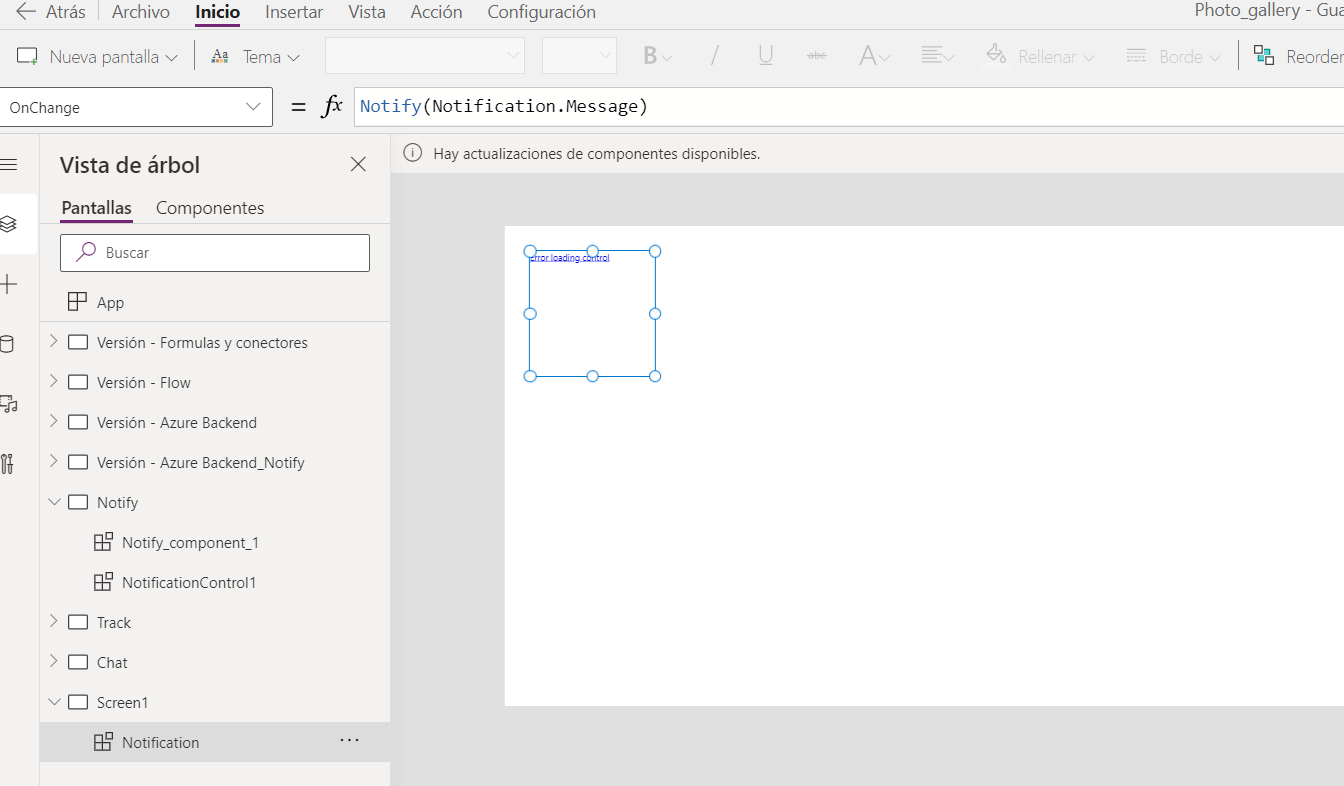 Atrás Archivo Inicio Insertar Vista Acción Configuración Photo_gallery - Gua
Nueva pantalla Aa Tema B / U abc A Rellenar Borde Reorder
OnChange = fx Notify(Notification.Message)
Vista de árbol
Hay actualizaciones de componentes disponibles.
Pantallas Componentes
Buscar
Error loading control
App
Versión - Formulas y conectores
Versión - Flow
Versión - Azure Backend
Versión - Azure Backend_Notify
Notify
Notify_component_1
NotificationControl1
Track
Chat
Screen1
Notification ...